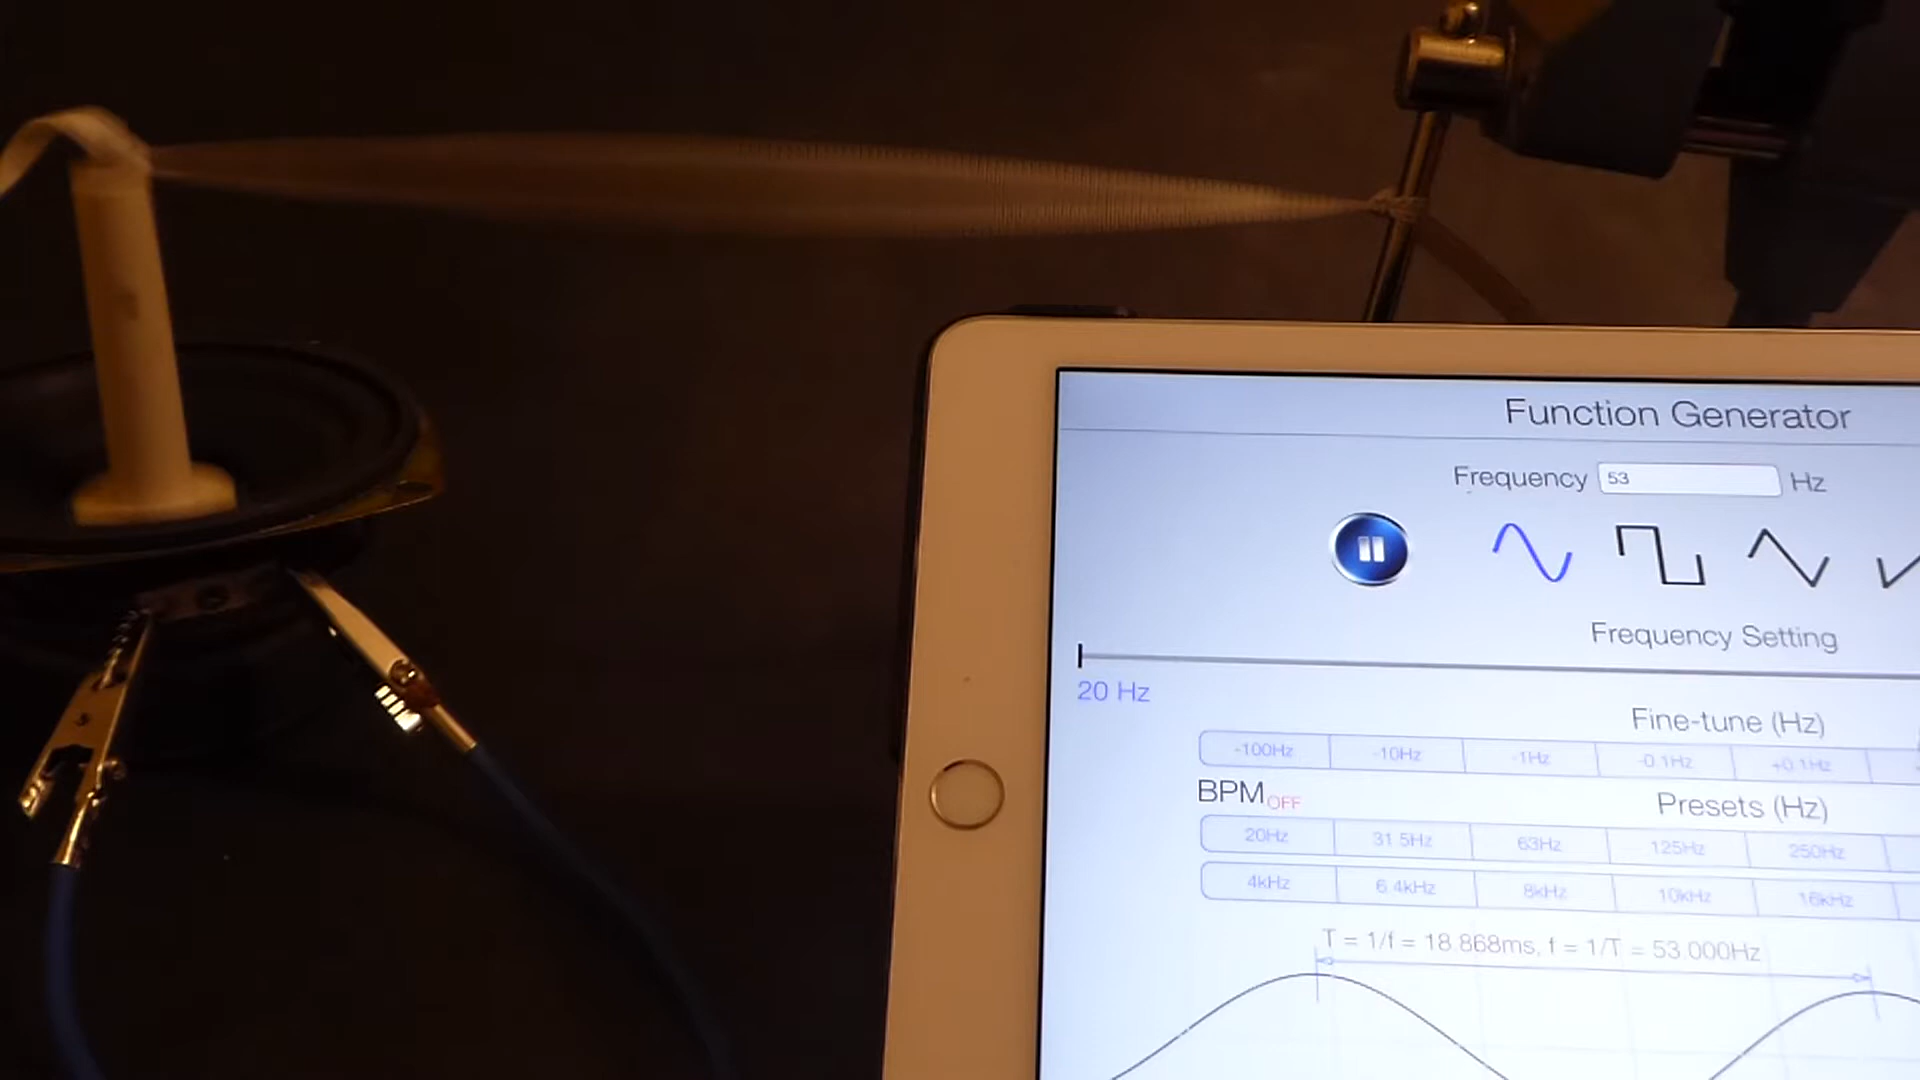 Function Generator
Frequency 53 Hz
Frequency Setting
20 Hz
Fine-tune (Hz)
-100Hz -10Hz -1Hz -0.1Hz +0.1Hz
BPM OFF Presets (Hz)
20Hz 31.5Hz 63Hz 125Hz 250Hz
4kHz 6.4kHz 8kHz 10kHz 16kHz
T = 1/f = 18.868ms, f = 1/T = 53.000Hz